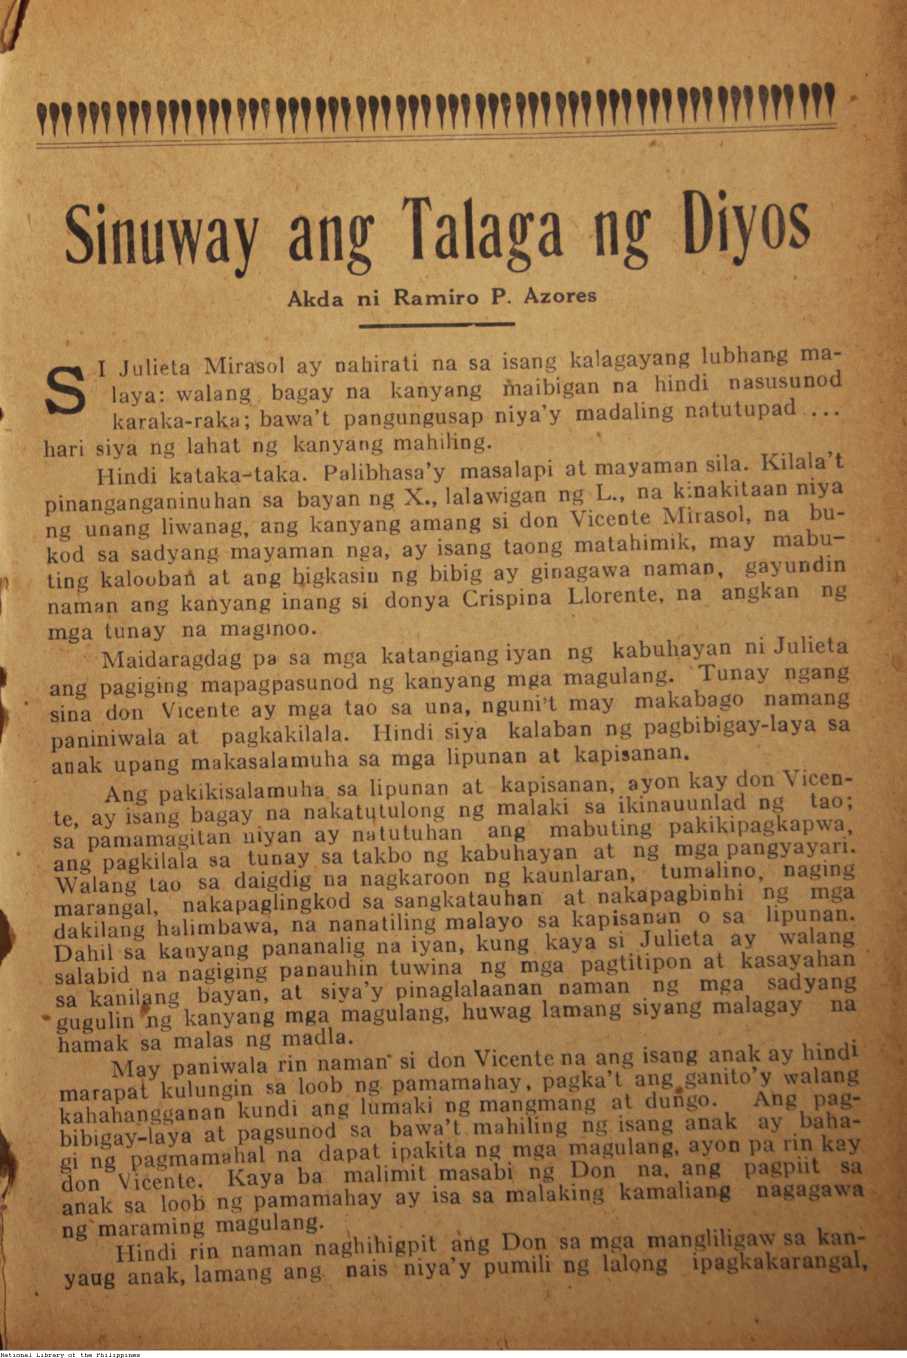 Sinuway ang Talaga ng Diyos
Akda ni Ramiro P. Azores
SI Julieta Mirasol ay nahirati na sa isang kalagayang lubhang ma-
laya: walang bagay na kanyang maibigan na hindi nasusunod
karaka-raka; bawa't pangungusap niya'y madaling natutupad ...
hari siya ng lahat ng kanyang mahiling.
Hindi kataka-taka. Palibhasa'y masalapi at mayaman sila. Kilala't
pinanganganinuhan sa bayan ng X., lalawigan ng L., na kinakitaan niya
ng unang liwanag, ang kanyang amang si don Vicente Mirasol, na bu-
kod sa sadyang mayaman nga, ay isang taong matahimik, may mabu-
ting kalooban at ang bigkasin ng bibig ay ginagawa naman, gayundin
naman ang kanyang inang si donya Crispina Llorente, na angkan ng
mga tunay na maginoo.
Maidaragdag pa sa mga katangiang iyan ng kabuhayan ni Julieta
ang pagiging mapagpasunod ng kanyang mga magulang. Tunay ngang
sina don Vicente ay mga tao sa una, nguni't may makabago namang
paniniwala at pagkakilala. Hindi siya kalaban ng pagbibigay-laya sa
anak upang makasalamuha sa mga lipunan at kapisanan.
Ang pakikisalamuha sa lipunan at kapisanan, ayon kay don Vicen-
te, ay isang bagay na nakatutulong ng malaki sa ikinauunlad ng tao;
sa pamamagitan niyan ay natutuhan ang mabuting pakikipagkapwa,
ang pagkilala sa tunay sa takbo ng kabuhayan at ng mga pangyayari.
Walang tao sa daigdig na nagkaroon ng kaunlaran, tumalino, naging
marangal, nakapaglingkod sa sangkatauhan at nakapagbinhi ng mga
dakilang halimbawa, na nanatiling malayo sa kapisanan o sa lipunan.
Dahil sa kanyang pananalig na iyan, kung kaya si Julieta ay walang
salabid na nagiging panauhin tuwina ng mga pagtitipon at kasayahan
sa kanilang bayan, at siya'y pinaglalaanan naman ng mga sadyang
gugulin ng kanyang mga magulang, huwag lamang siyang malagay na
hamak sa malas ng madla.
May paniwala rin naman si don Vicente na ang isang anak ay hindi
marapat kulungin sa loob ng pamamahay, pagka't ang ganito'y walang
kahahangganan kundi ang lumaki ng mangmang at dungo. Ang pag-
bibigay-laya at pagsunod sa bawa't mahiling ng isang anak ay baha-
gi ng pagmamahal na dapat ipakita ng mga magulang, ayon pa rin kay
don Vicente. Kaya ba malimit masabi ng Don na, ang pagpiit sa
anak sa loob ng pamamahay ay isa sa malaking kamaliang nagagawa
ng maraming magulang.
Hindi rin naman naghihigpit ang Don sa mga mangliligaw sa kan-
yang anak, lamang ang nais niya'y pumili ng lalong ipagkakarangal,
National Library of the Philippines